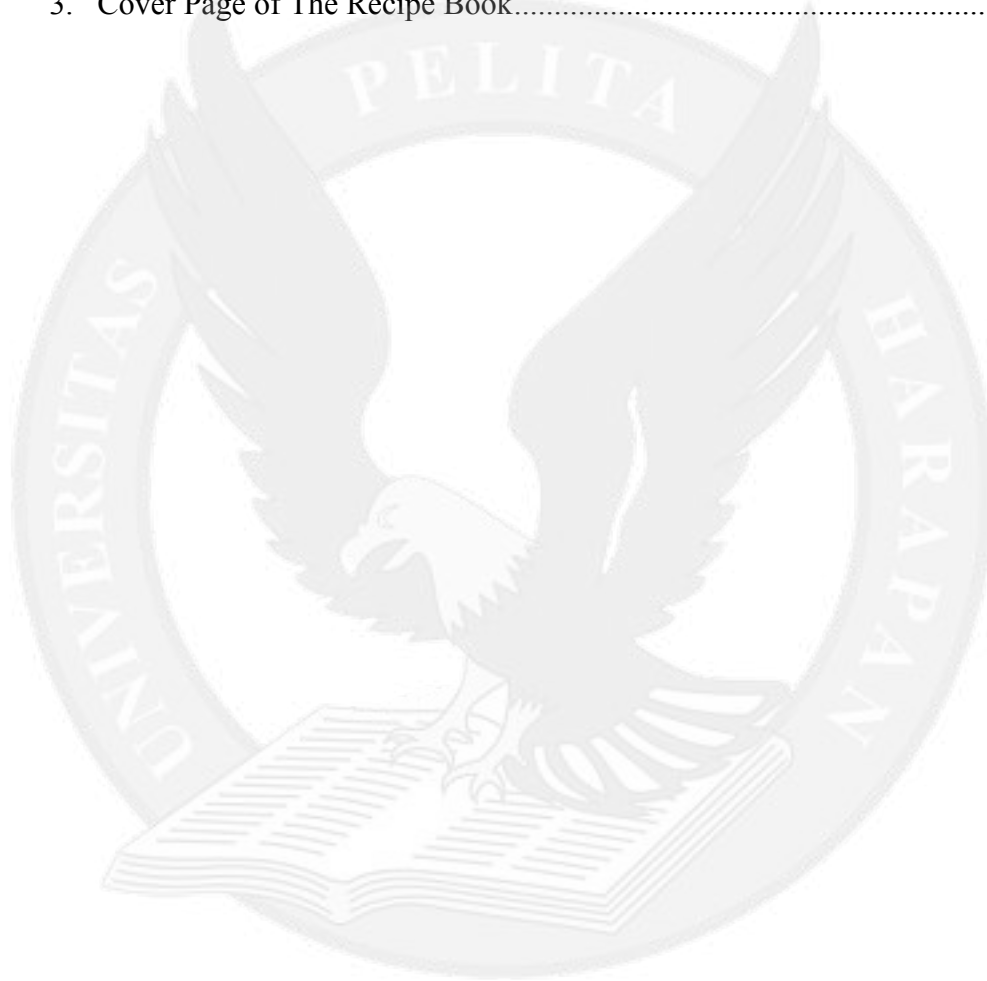 3. Cover Page of The Recipe Book...........................................................
PELITA
UNIVERSITAS
HARAPAN